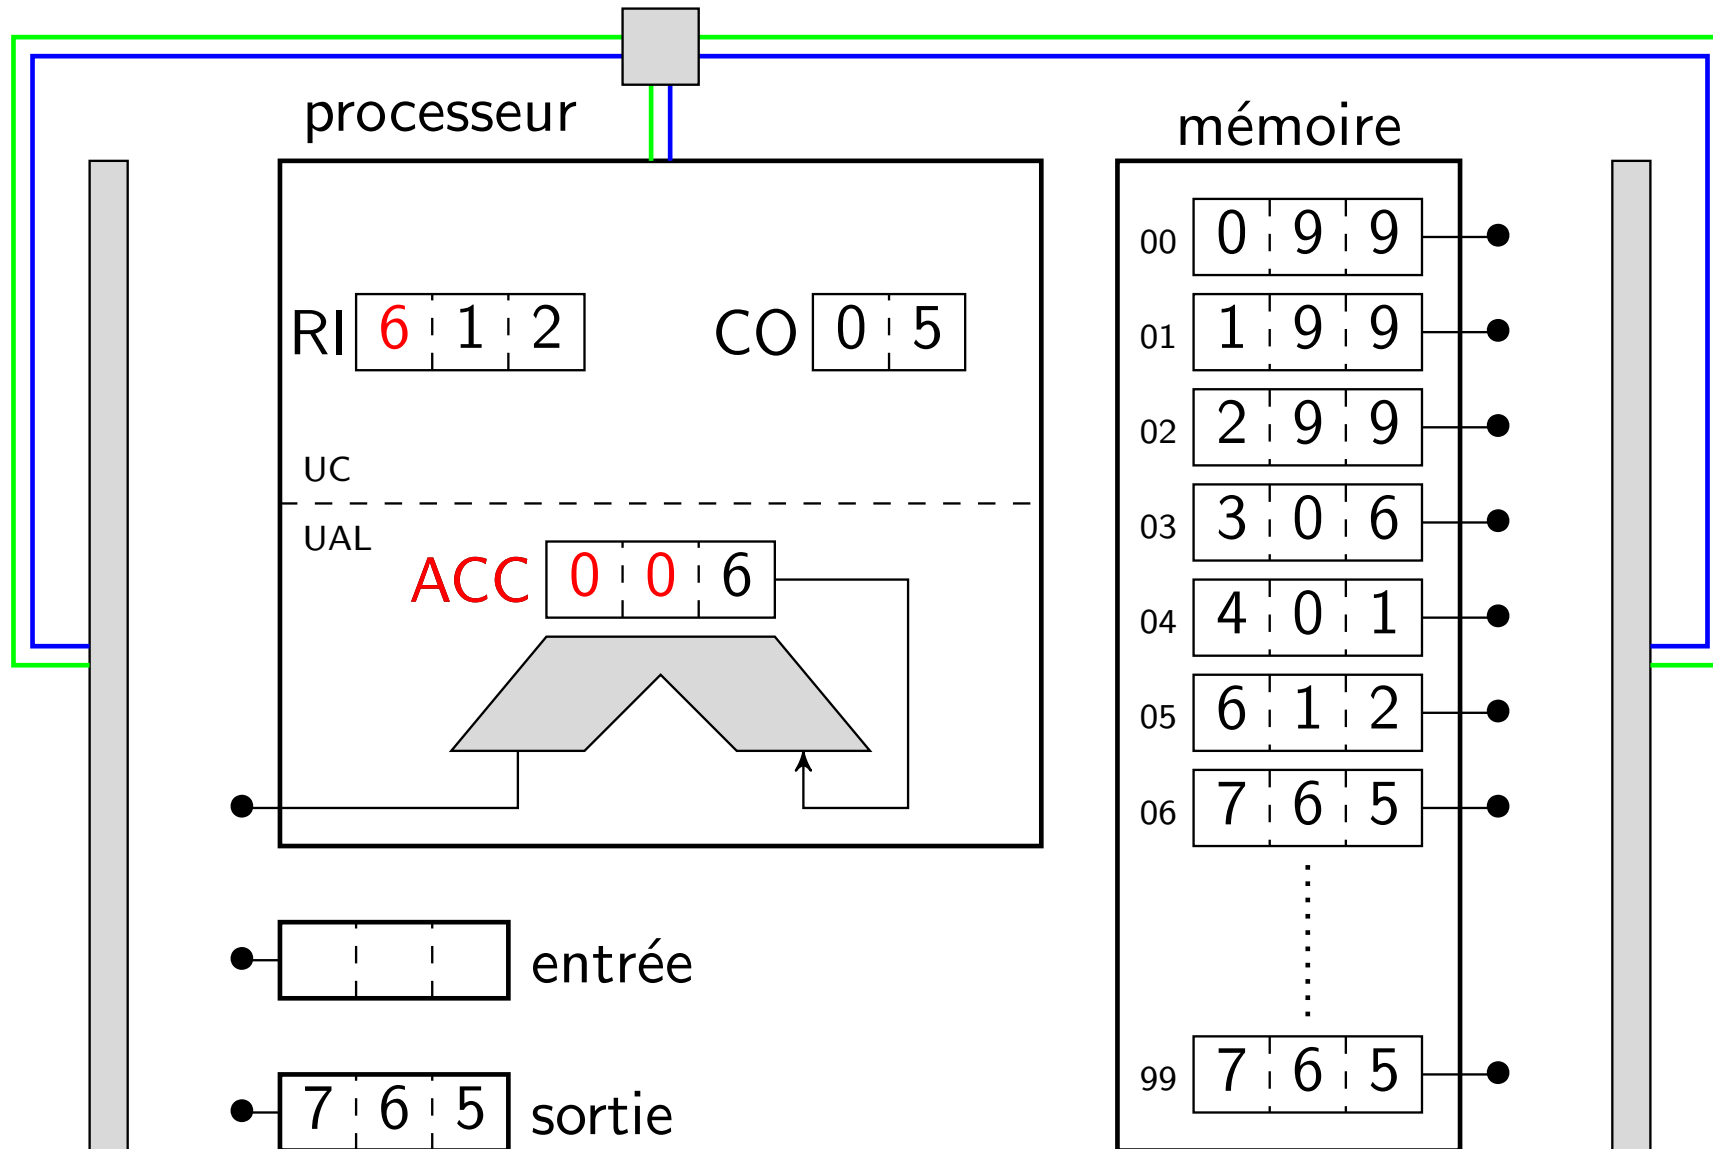 processeur
mémoire
00 0 9 9
RI 6 1 2 CO 0 5
01 1 9 9
02 2 9 9
UC
03 3 0 6
UAL
ACC 0 0 6
04 4 0 1
05 6 1 2
06 7 6 5
entrée
99 7 6 5
7 6 5 sortie